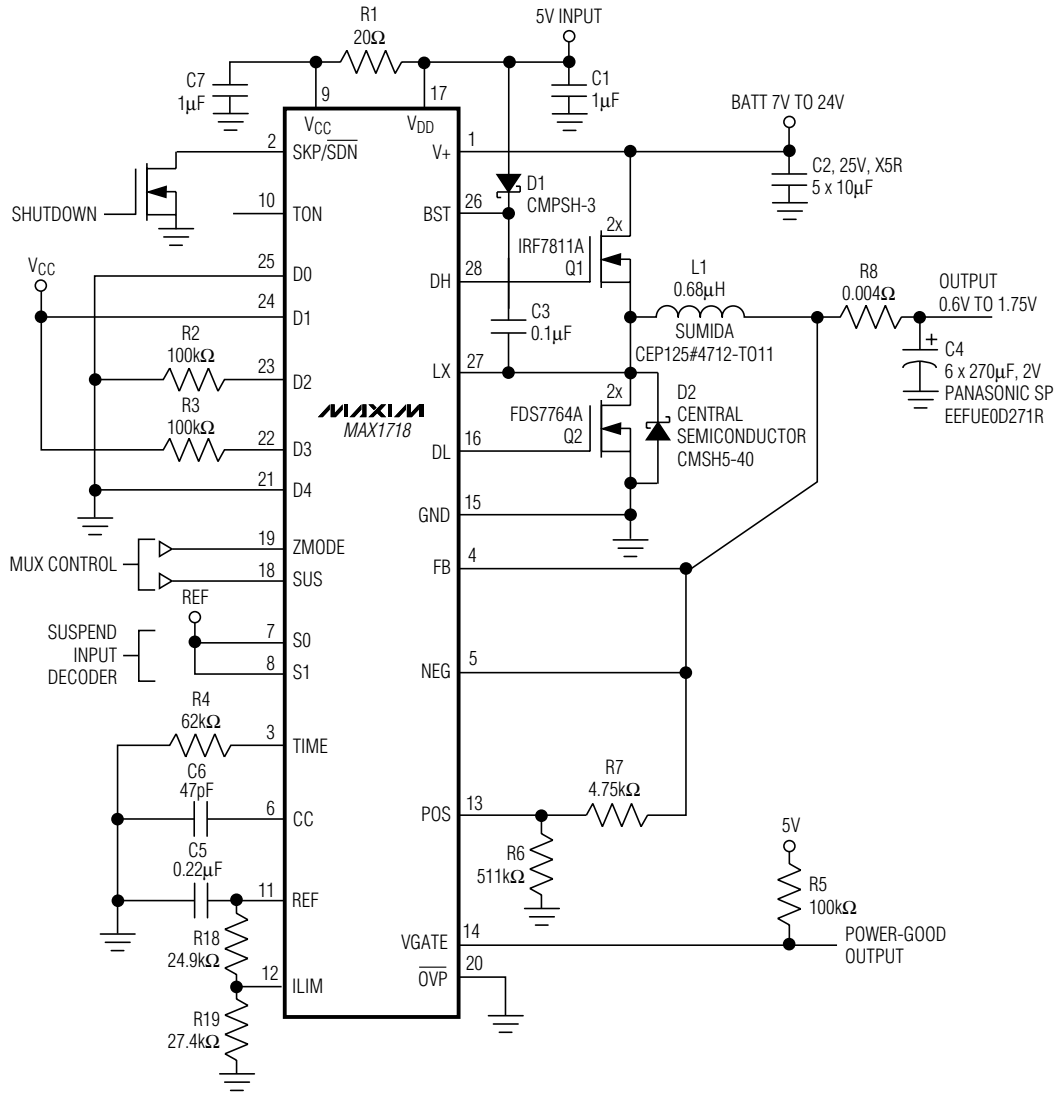 R1
20Ω
5V INPUT
C7
1µF
C1
1µF
9
17
VCC
VDD
BATT 7V TO 24V
2
SKP/SDN
V+
1
C2, 25V, X5R
5 x 10µF
D1
CMPSH-3
SHUTDOWN
10
TON
BST
26
2x
IRF7811A
Q1
VCC
25
D0
DH
28
24
D1
L1
0.68µH
SUMIDA
CEP125#4712-TO11
R8
0.004Ω
OUTPUT
0.6V TO 1.75V
C3
0.1µF
R2
100kΩ
23
D2
LX
27
+
C4
6 x 270µF, 2V
PANASONIC SP
EEFUE0D271R
R3
100kΩ
22
D3
MAXIM
MAX1718
2x
FDS7764A
Q2
D2
CENTRAL
SEMICONDUCTOR
CMSH5-40
DL
16
21
D4
GND
15
MUX CONTROL
19
ZMODE
18
SUS
FB
4
REF
SUSPEND
INPUT
DECODER
7
S0
8
S1
NEG
5
R4
62kΩ
3
TIME
C6
47pF
6
CC
R7
4.75kΩ
POS
13
R6
511kΩ
5V
R5
100kΩ
C5
0.22µF
11
REF
R18
24.9kΩ
VGATE
14
POWER-GOOD
OUTPUT
12
ILIM
OVP
20
R19
27.4kΩ